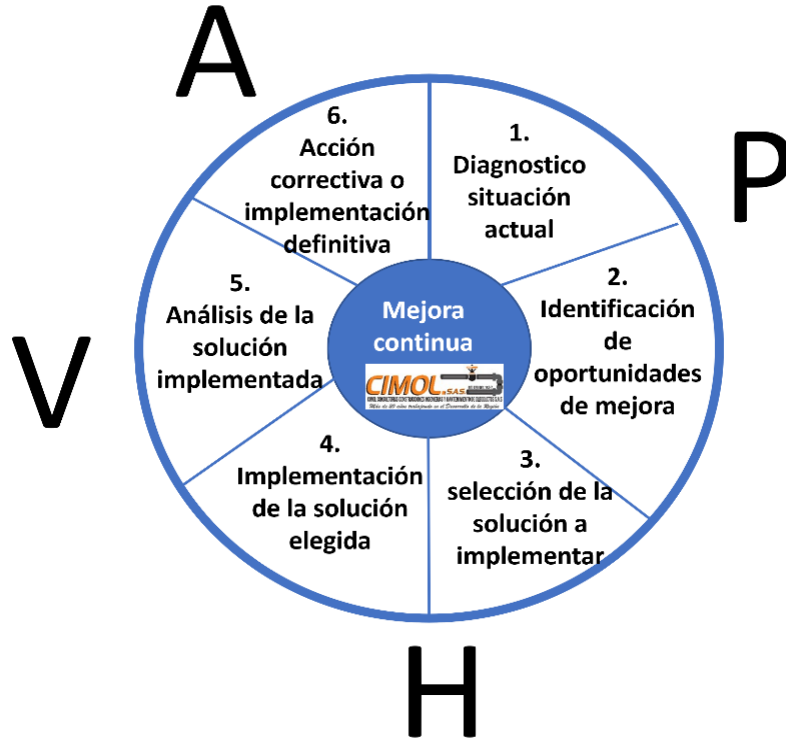 A
P
V
H
1.
Diagnostico
situación
actual
2.
Identificación
de
oportunidades
de mejora
3.
selección de la
solución a
implementar
4.
Implementación
de la solución
elegida
5.
Análisis de la
solución
implementada
6.
Acción
correctiva o
implementación
definitiva
Mejora
continua
CIMOL SAS